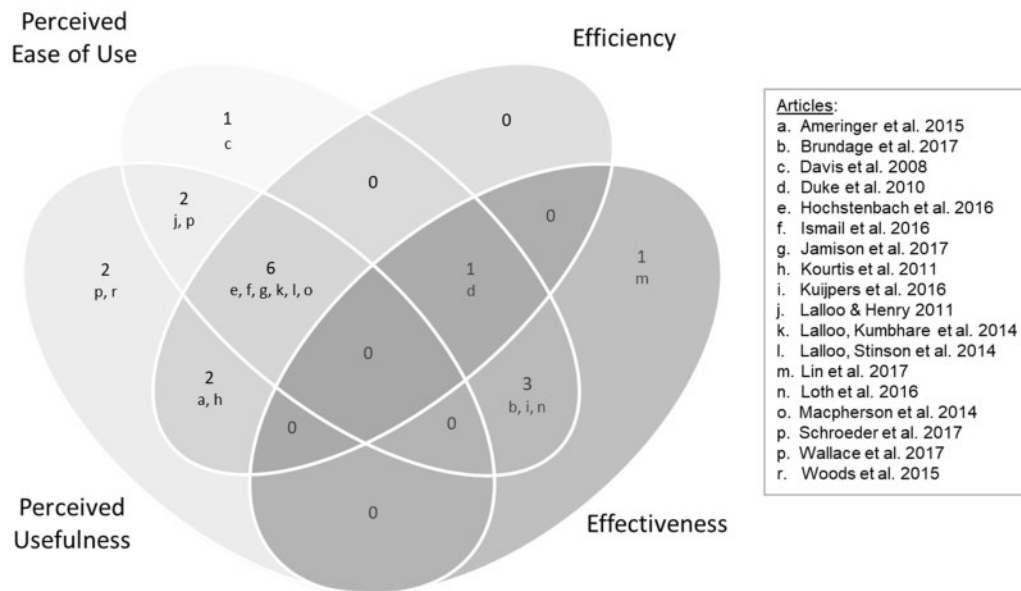 Perceived
Ease of Use
Efficiency
1
c
0
2
j, p
0
0
2
p, r
6
e, f, g, k, l, o
1
d
1
m
0
2
a, h
3
b, i, n
0
0
0
Perceived
Usefulness
Effectiveness
Articles:
a. Ameringer et al. 2015
b. Brundage et al. 2017
c. Davis et al. 2008
d. Duke et al. 2010
e. Hochstenbach et al. 2016
f. Ismail et al. 2016
g. Jamison et al. 2017
h. Kourtis et al. 2011
i. Kuijpers et al. 2016
j. Lalloo & Henry 2011
k. Lalloo, Kumbhare et al. 2014
l. Lalloo, Stinson et al. 2014
m. Lin et al. 2017
n. Loth et al. 2016
o. Macpherson et al. 2014
p. Schroeder et al. 2017
p. Wallace et al. 2017
r. Woods et al. 2015